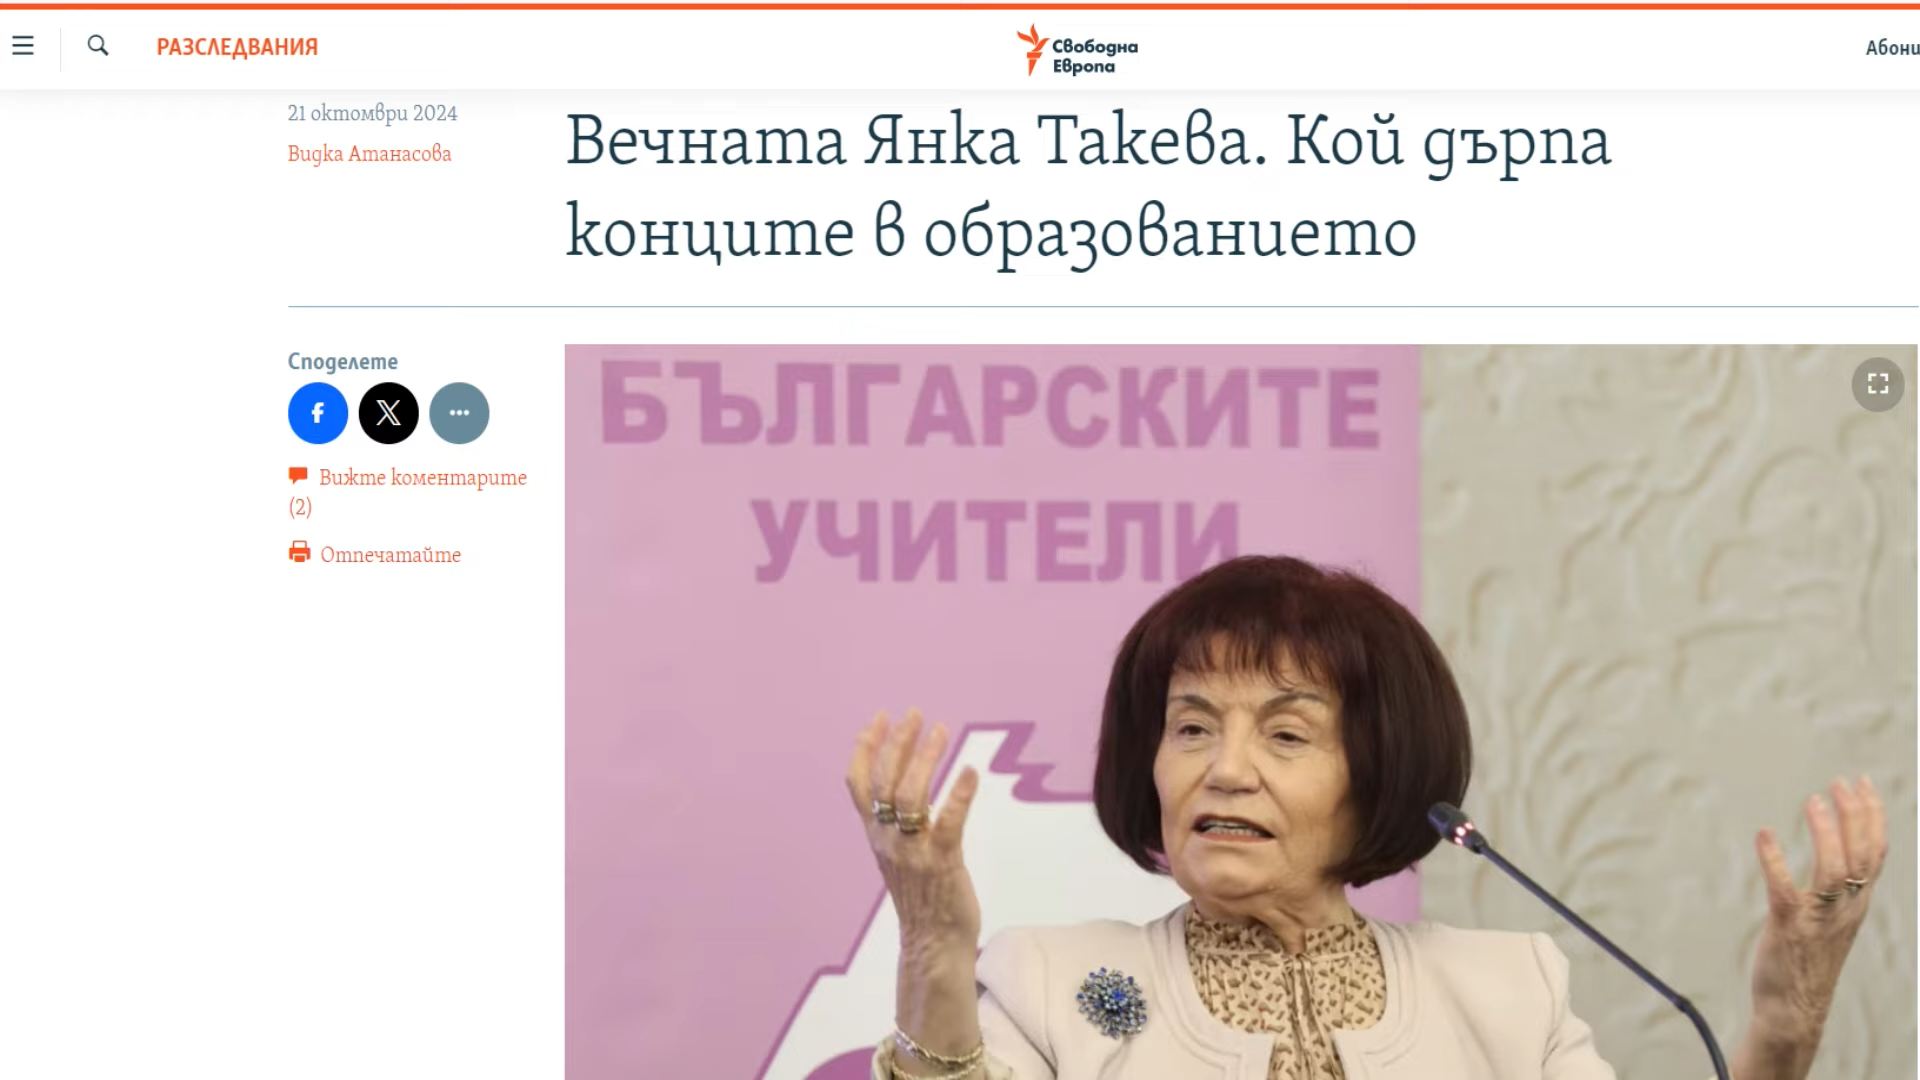 РАЗСЛЕДВАНИЯ
Свободна
Европа
Абони
21 октомври 2024
Видка Атанасова
Вечната Янка Такева. Кой дърпа
конците в образованието
Споделете
Вижте коментарите
(2)
Отпечатайте
БЪЛГАРСКИТЕ
УЧИТЕЛИ